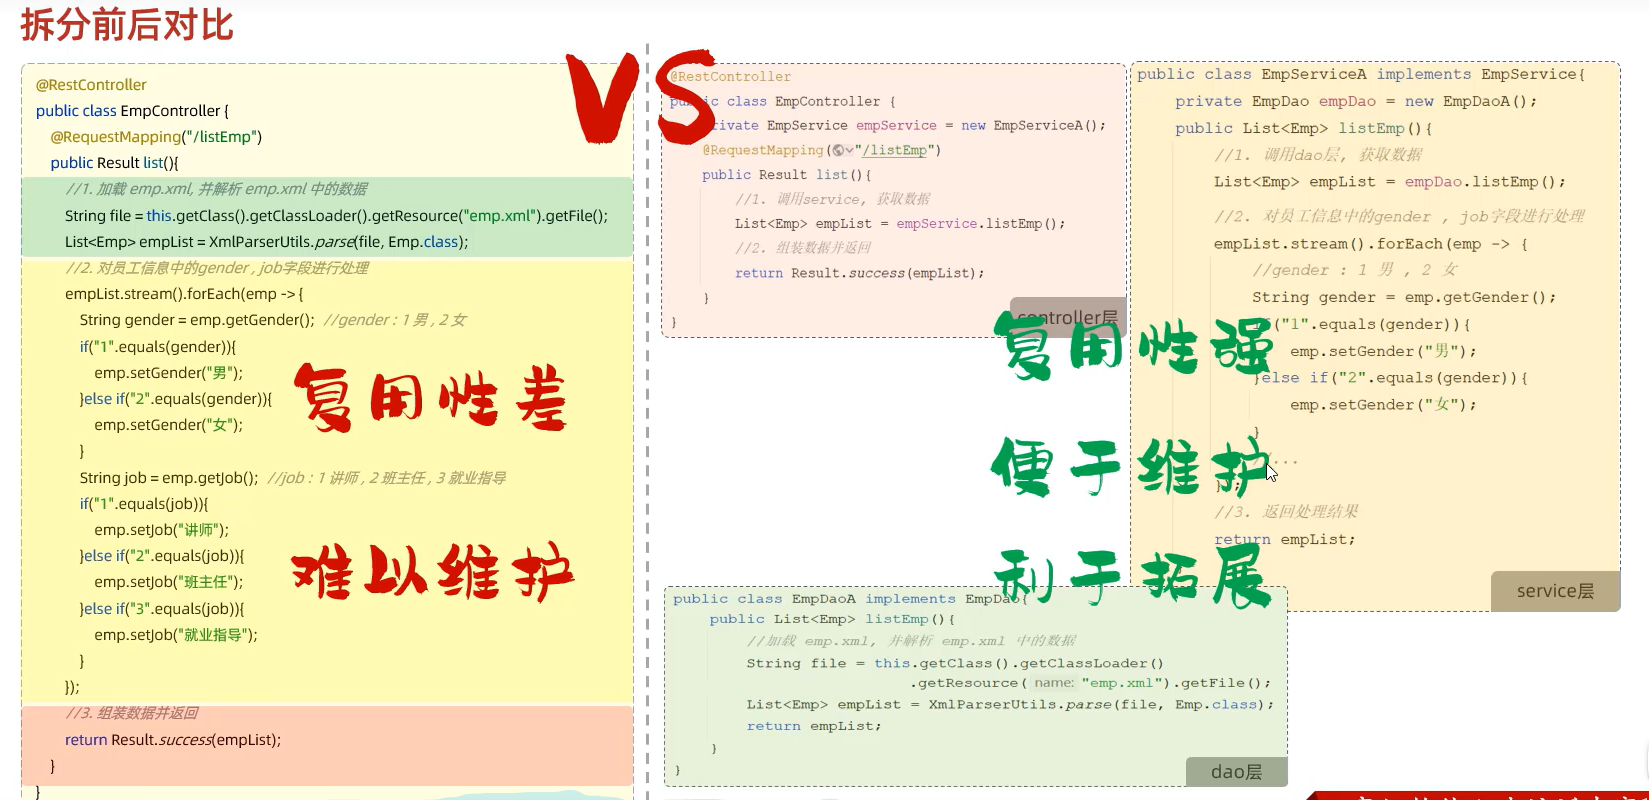 拆分前后对比
VS
@RestController
public class EmpController {
@RequestMapping("/listEmp")
public Result list(){
//1. 加载 emp.xml, 并解析 emp.xml 中的数据
String file = this.getClass().getClassLoader().getResource("emp.xml").getFile();
List<Emp> empList = XmlParserUtils.parse(file, Emp.class);
//2. 对员工信息中的gender , job字段进行处理
empList.stream().forEach(emp -> {
String gender = emp.getGender(); //gender : 1 男 , 2 女
if("1".equals(gender)){
emp.setGender("男");
}else if("2".equals(gender)){
emp.setGender("女");
}
String job = emp.getJob(); //job : 1 讲师 , 2 班主任 , 3 就业指导
if("1".equals(job)){
emp.setJob("讲师");
}else if("2".equals(job)){
emp.setJob("班主任");
}else if("3".equals(job)){
emp.setJob("就业指导");
}
});
//3. 组装数据并返回
return Result.success(empList);
}
}
复用性差
难以维护
@RestController
public class EmpController {
private EmpService empService = new EmpServiceA();
@RequestMapping("/listEmp")
public Result list(){
//1. 调用service, 获取数据
List<Emp> empList = empService.listEmp();
//2. 组装数据并返回
return Result.success(empList);
}
}
controller层
public class EmpServiceA implements EmpService{
private EmpDao empDao = new EmpDaoA();
public List<Emp> listEmp(){
//1. 调用dao层, 获取数据
List<Emp> empList = empDao.listEmp();
//2. 对员工信息中的gender , job字段进行处理
empList.stream().forEach(emp -> {
//gender : 1 男 , 2 女
String gender = emp.getGender();
if("1".equals(gender)){
emp.setGender("男");
}else if("2".equals(gender)){
emp.setGender("女");
}
//...
});
//3. 返回处理结果
return empList;
service层
复用性强
便于维护
利于拓展
public class EmpDaoA implements EmpDao{
public List<Emp> listEmp(){
//加载 emp.xml, 并解析 emp.xml 中的数据
String file = this.getClass().getClassLoader()
.getResource( name: "emp.xml").getFile();
List<Emp> empList = XmlParserUtils.parse(file, Emp.class);
return empList;
}
}
dao层